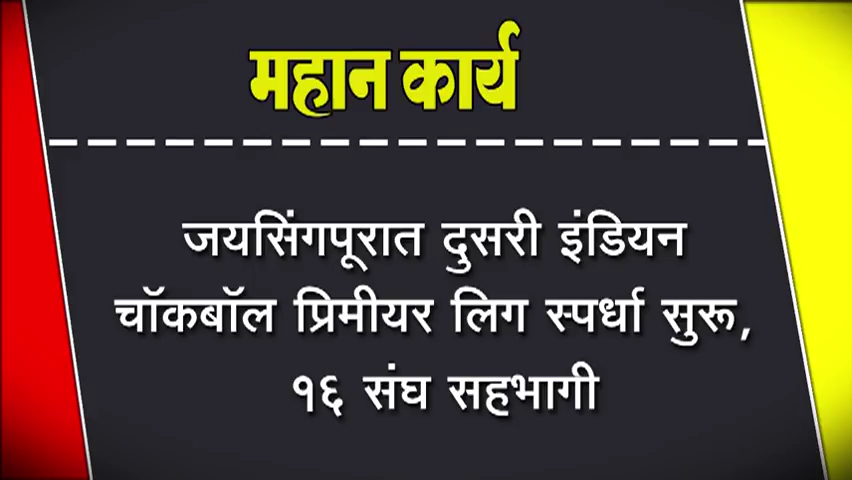 महान कार्य
जयसिंगपूरात दुसरी इंडियन
चॉकबॉल प्रिमीयर लिग स्पर्धा सुरू,
१६ संघ सहभागी